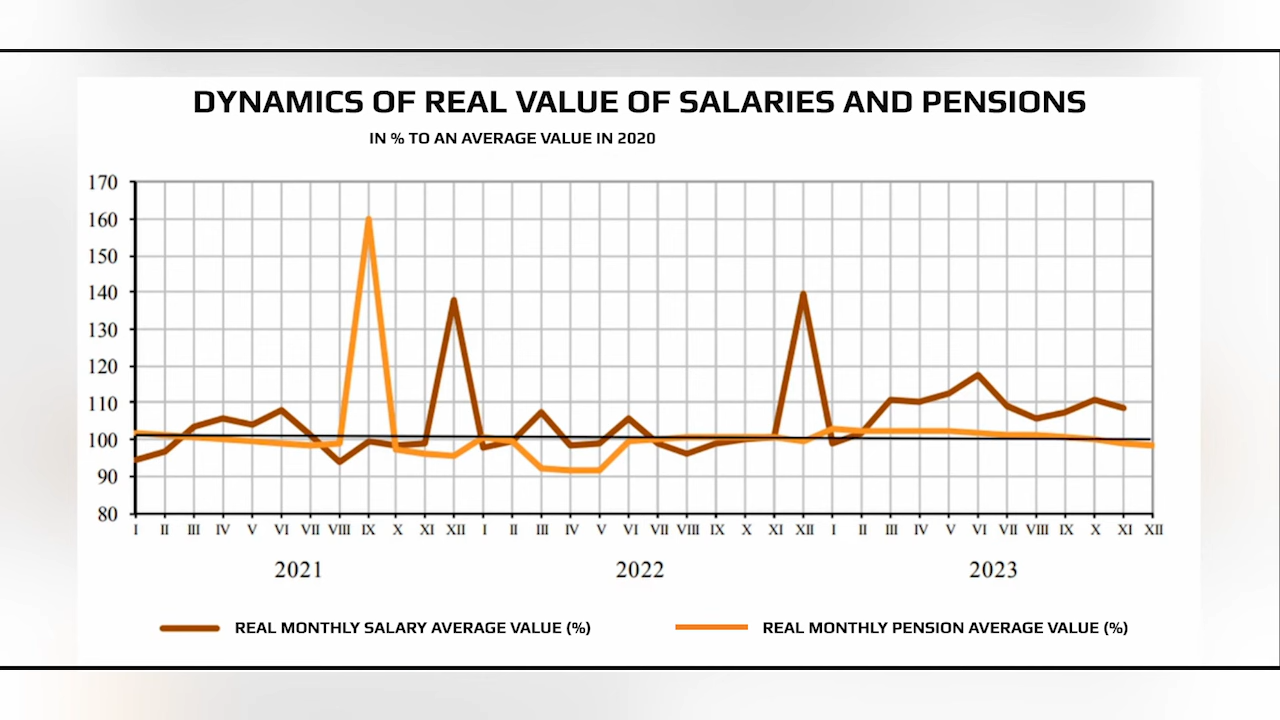 DYNAMICS OF REAL VALUE OF SALARIES AND PENSIONS
IN % TO AN AVERAGE VALUE IN 2020
170
160
150
140
130
120
110
100
90
80
I II III IV V VI VII VIII IX X XI XII I II III IV V VI VII VIII IX X XI XII I II III IV V VI VII VIII IX X XI XII
2021 2022 2023
REAL MONTHLY SALARY AVERAGE VALUE (%) REAL MONTHLY PENSION AVERAGE VALUE (%)